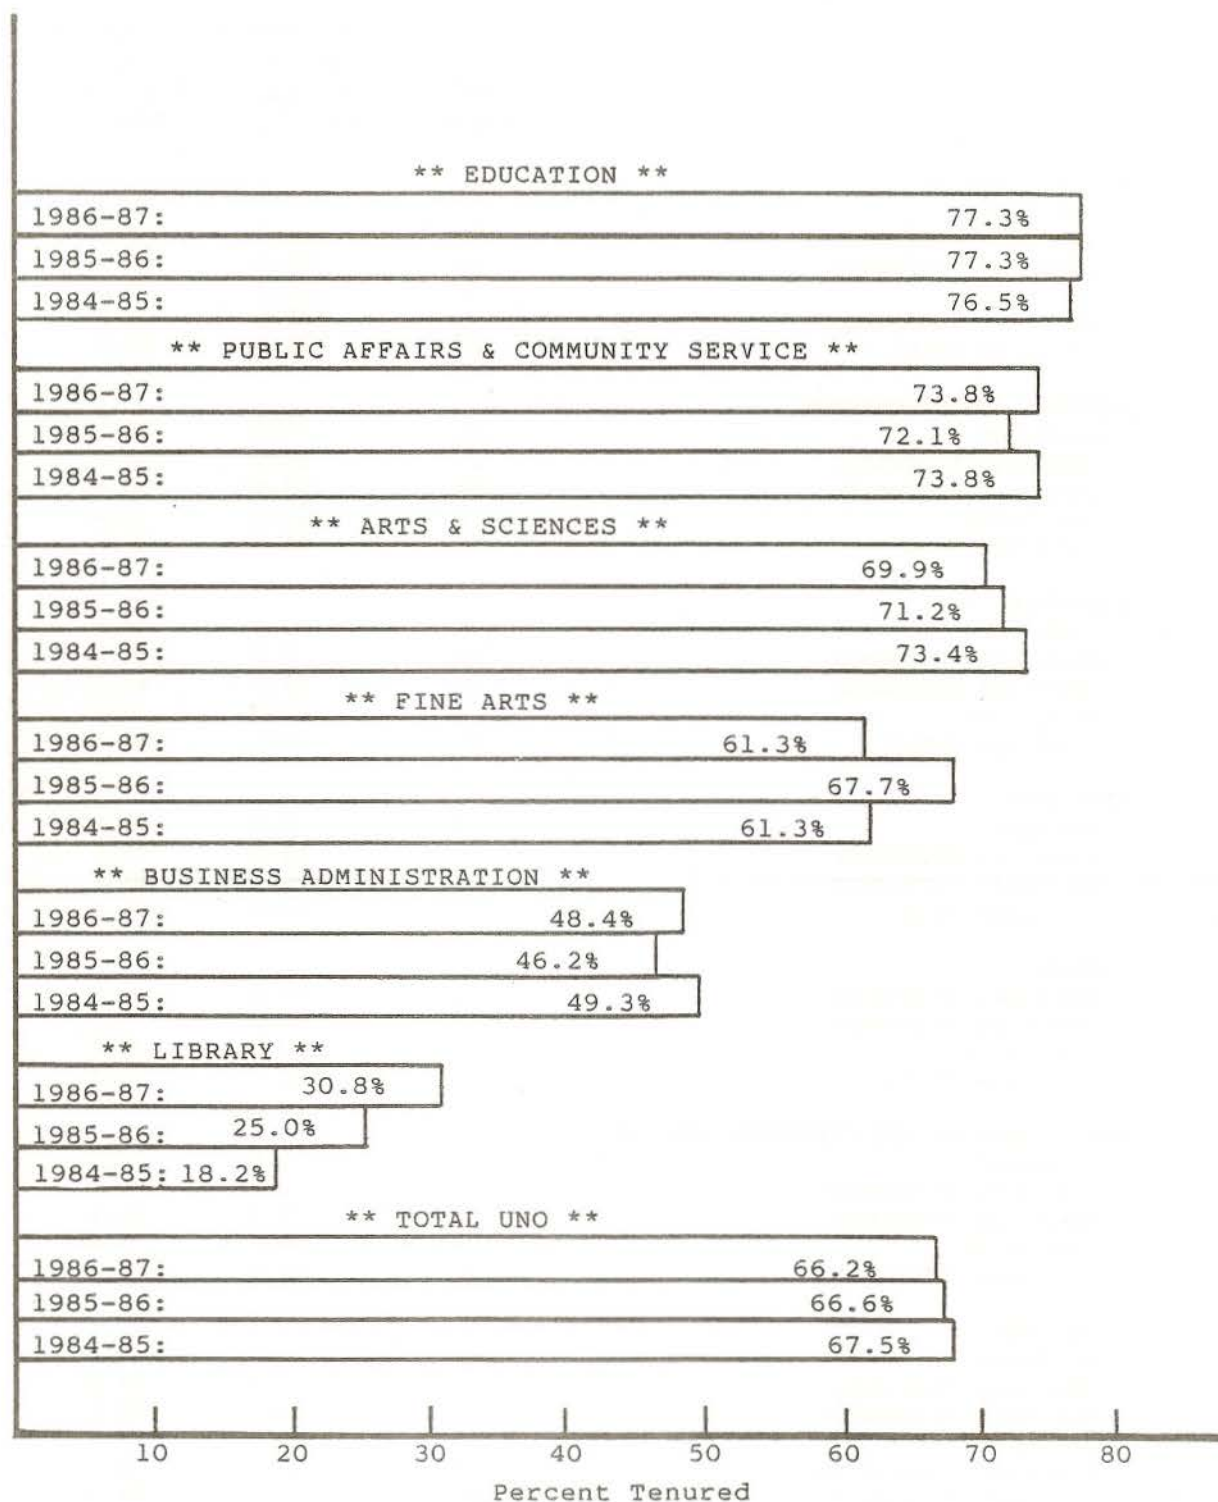 ** EDUCATION **
1986-87: 77.3%
1985-86: 77.3%
1984-85: 76.5%
** PUBLIC AFFAIRS & COMMUNITY SERVICE **
1986-87: 73.8%
1985-86: 72.1%
1984-85: 73.8%
** ARTS & SCIENCES **
1986-87: 69.9%
1985-86: 71.2%
1984-85: 73.4%
** FINE ARTS **
1986-87: 61.3%
1985-86: 67.7%
1984-85: 61.3%
** BUSINESS ADMINISTRATION **
1986-87: 48.4%
1985-86: 46.2%
1984-85: 49.3%
** LIBRARY **
1986-87: 30.8%
1985-86: 25.0%
1984-85: 18.2%
** TOTAL UNO **
1986-87: 66.2%
1985-86: 66.6%
1984-85: 67.5%
10 20 30 40 50 60 70 80
Percent Tenured